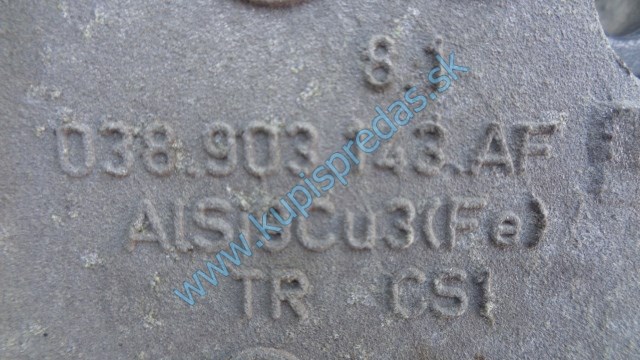 8.1
038.903.143.AF
AlSi9Cu3(Fe)
TR CS1
www.kupispredas.sk